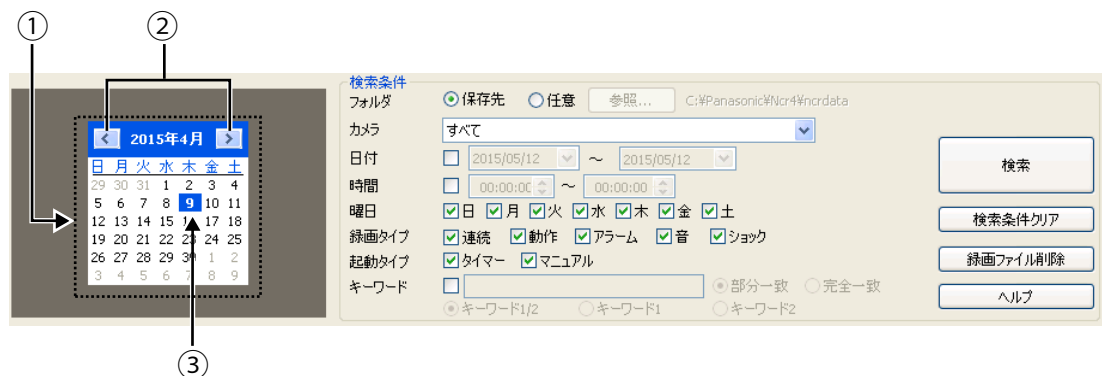 ① ②
検索条件
フォルダ 保存先 任意 参照... C:¥Panasonic¥Ncr4¥ncrdata
カメラ すべて
日付 2015/05/12 ～ 2015/05/12
時間 00:00:00 ～ 00:00:00
曜日 日 月 火 水 木 金 土
録画タイプ 連続 動作 アラーム 音 ショック
起動タイプ タイマー マニュアル
キーワード 部分一致 完全一致
キーワード1/2 キーワード1 キーワード2
検索
検索条件クリア
録画ファイル削除
ヘルプ
< 2015年4月 >
日 月 火 水 木 金 土
29 30 31 1 2 3 4
5 6 7 8 9 10 11
12 13 14 15 17 18
19 20 21 22 23 24 25
26 27 28 29 30 1 2
3 4 5 6 8 9
③